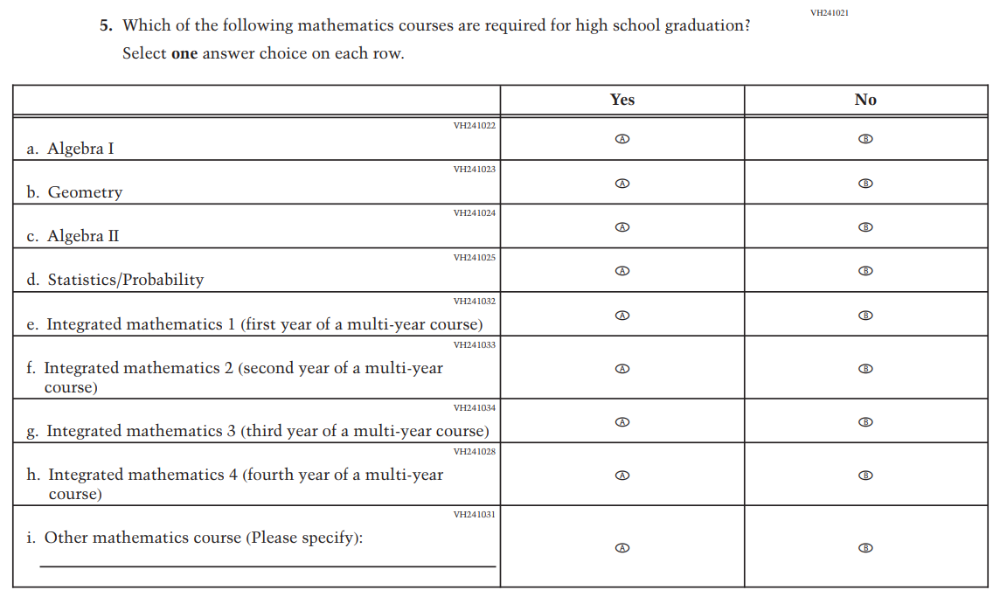 VH241021
5. Which of the following mathematics courses are required for high school graduation?
Select one answer choice on each row.
Yes No
VH241022
a. Algebra I Ⓐ Ⓑ
VH241023
b. Geometry Ⓐ Ⓑ
VH241024
c. Algebra II Ⓐ Ⓑ
VH241025
d. Statistics/Probability Ⓐ Ⓑ
VH241032
e. Integrated mathematics 1 (first year of a multi-year course) Ⓐ Ⓑ
VH241033
f. Integrated mathematics 2 (second year of a multi-year Ⓐ Ⓑ
course)
VH241034
g. Integrated mathematics 3 (third year of a multi-year course) Ⓐ Ⓑ
VH241028
h. Integrated mathematics 4 (fourth year of a multi-year Ⓐ Ⓑ
course)
VH241031
i. Other mathematics course (Please specify): Ⓐ Ⓑ